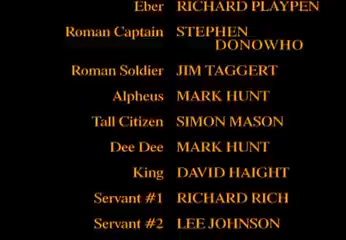 Eber RICHARD PLAYPEN
Roman Captain STEPHEN
DONOWHO
Roman Soldier JIM TAGGERT
Alpheus MARK HUNT
Tall Citizen SIMON MASON
Dee Dee MARK HUNT
King DAVID HAIGHT
Servant #1 RICHARD RICH
Servant #2 LEE JOHNSON